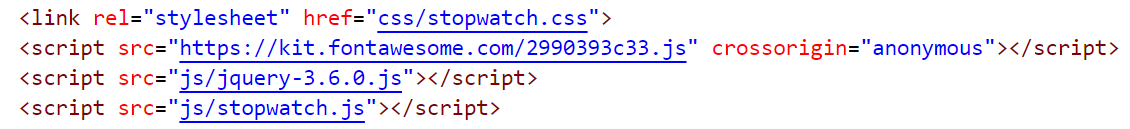 <link rel="stylesheet" href="css/stopwatch.css">
<script src="https://kit.fontawesome.com/2990393c33.js" crossorigin="anonymous"></script>
<script src="js/jquery-3.6.0.js"></script>
<script src="js/stopwatch.js"></script>